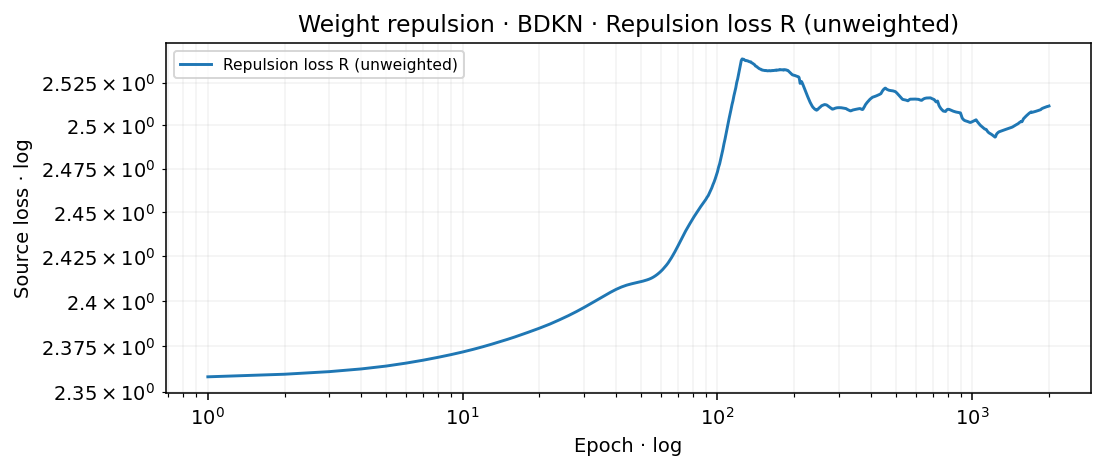 Weight repulsion · BDKN · Repulsion loss R (unweighted)
Repulsion loss R (unweighted)
Source loss · log
2.525 × 10⁰
2.5 × 10⁰
2.475 × 10⁰
2.45 × 10⁰
2.425 × 10⁰
2.4 × 10⁰
2.375 × 10⁰
2.35 × 10⁰
10⁰ 10¹ 10² 10³
Epoch · log